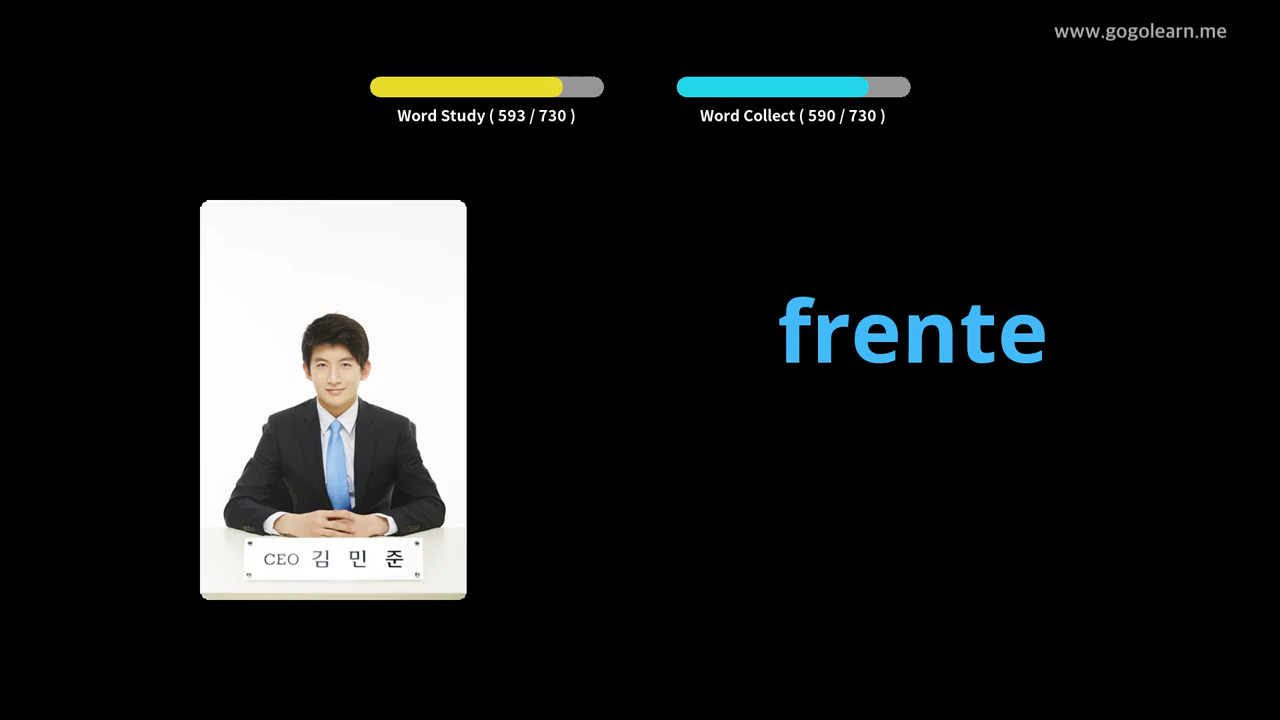 www.gogolearn.me
Word Study ( 593 / 730 )
Word Collect ( 590 / 730 )
frente
CEO 김 민 준